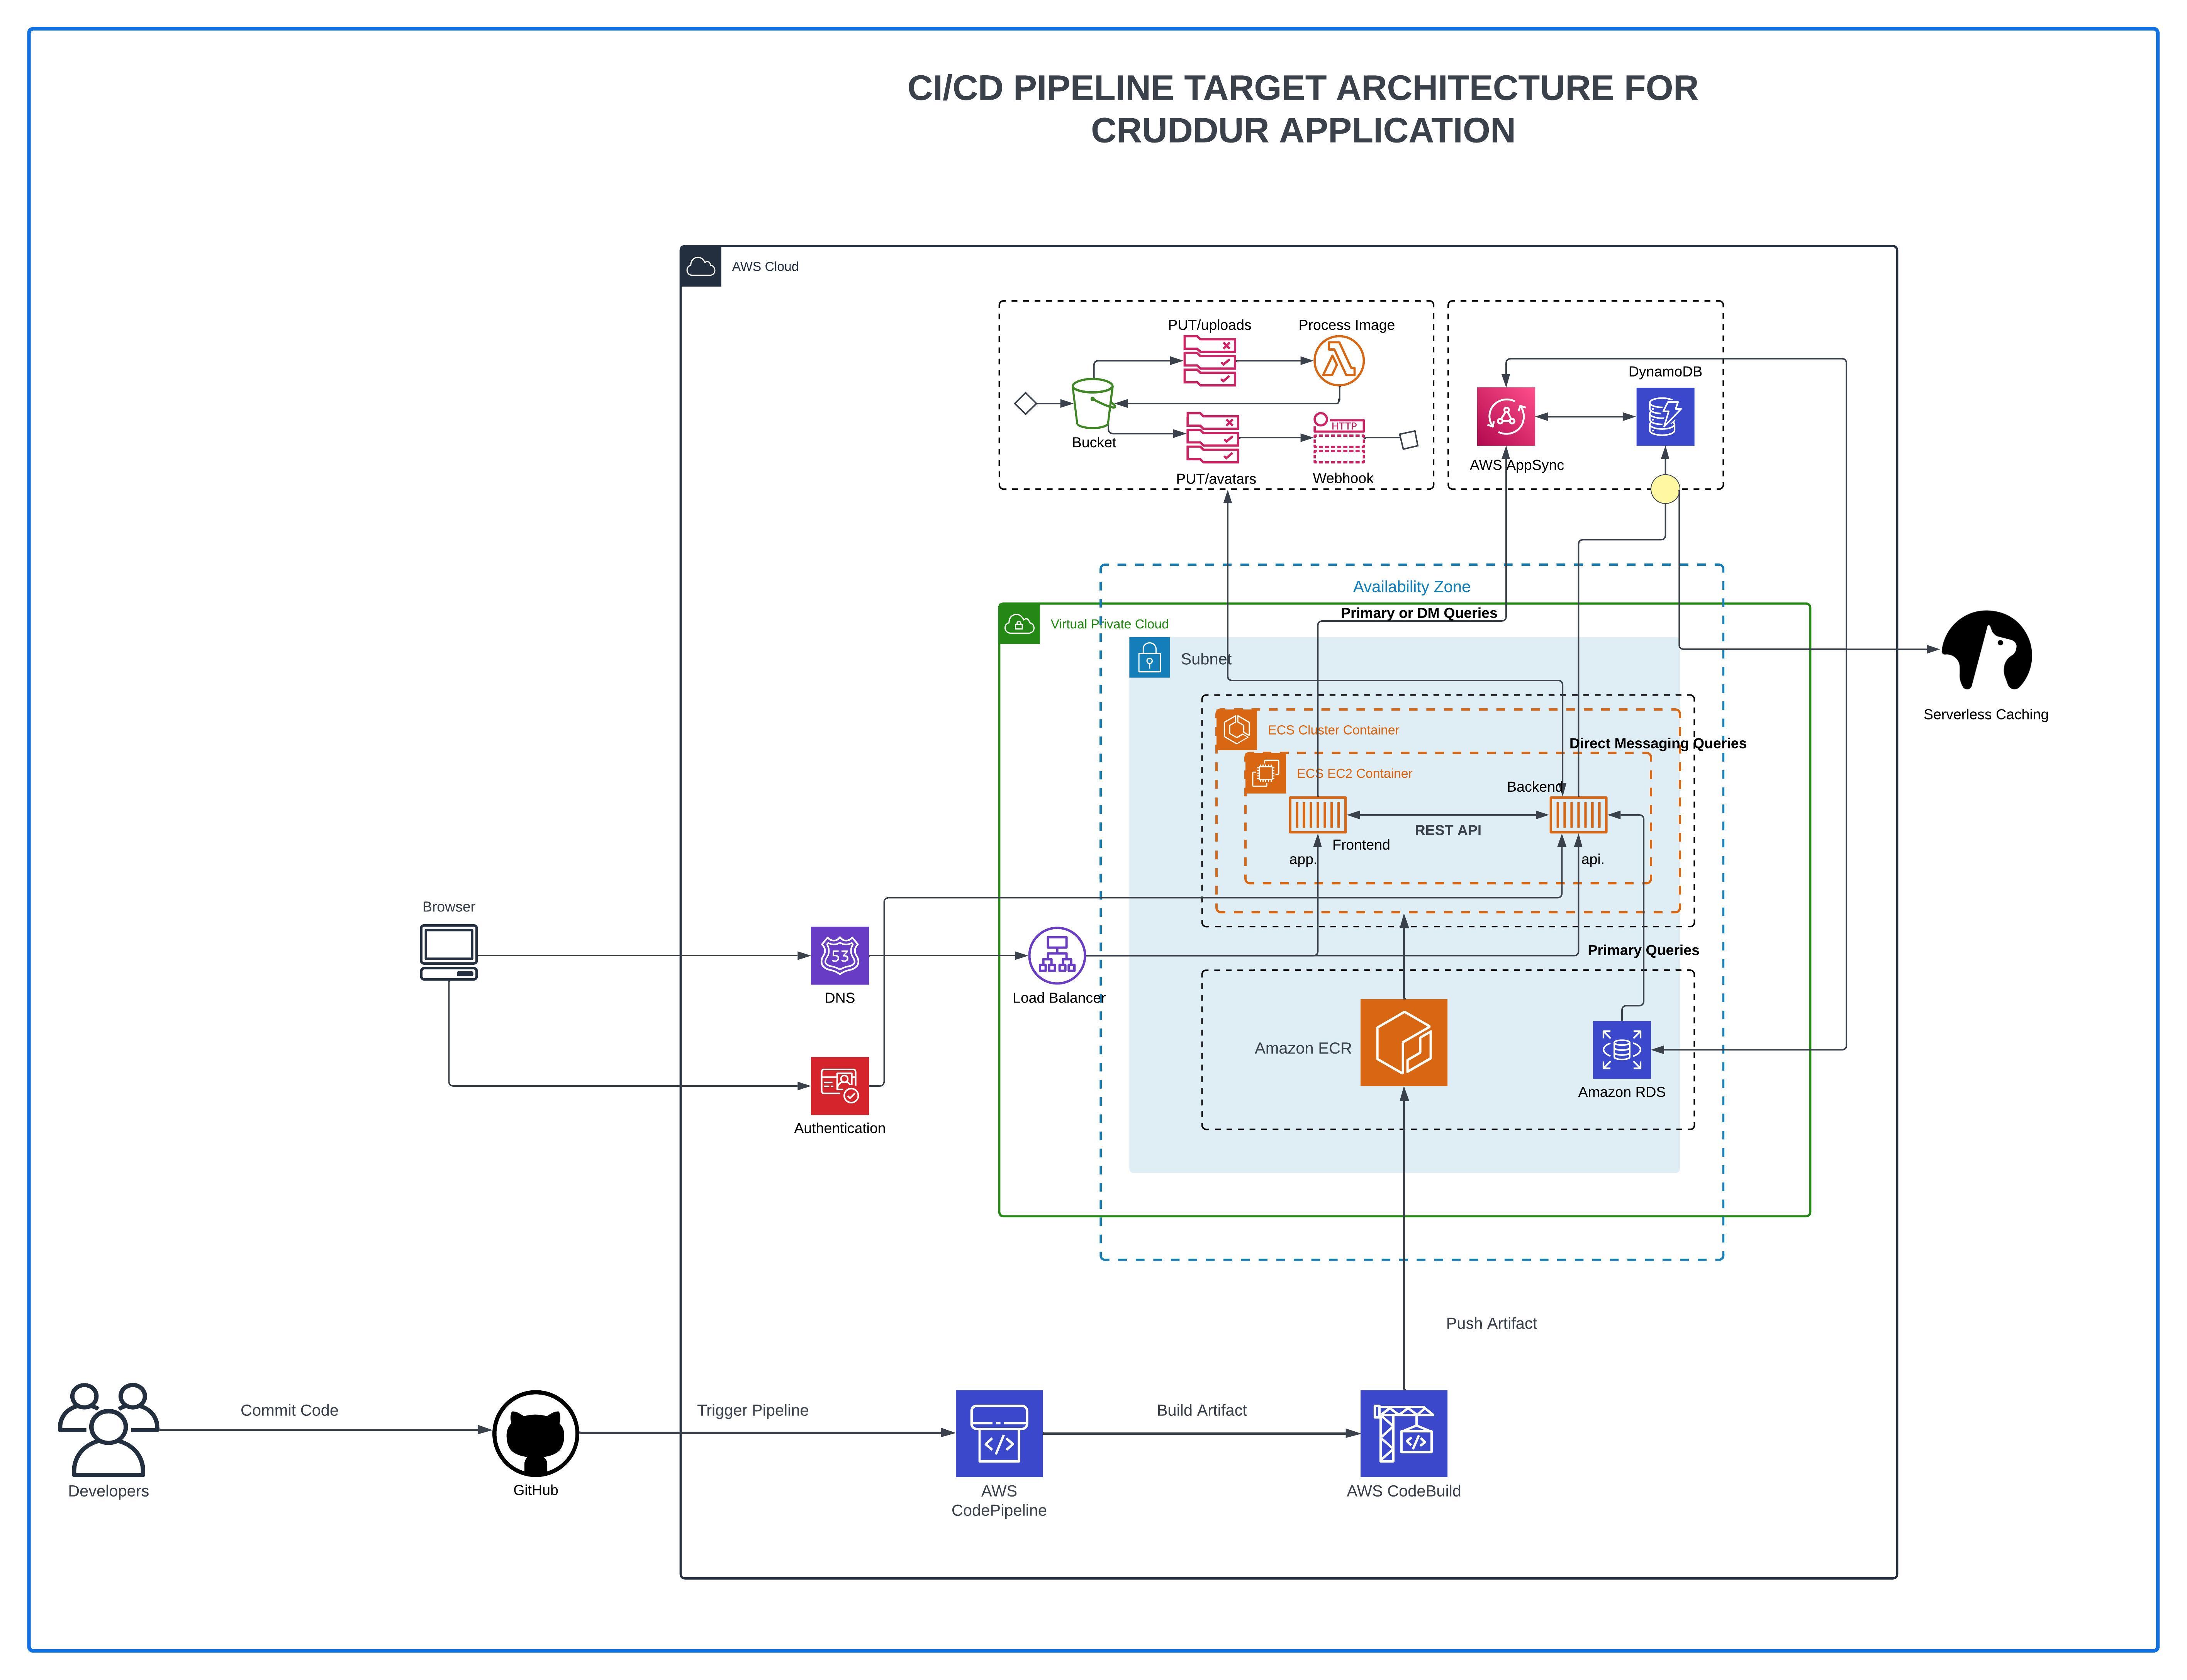 CI/CD PIPELINE TARGET ARCHITECTURE FOR
CRUDDUR APPLICATION
AWS Cloud
PUT/uploads
Process Image
DynamoDB
Bucket
HTTP
AWS AppSync
PUT/avatars
Webhook
Availability Zone
Primary or DM Queries
Virtual Private Cloud
Subnet
Serverless Caching
ECS Cluster Container
Direct Messaging Queries
ECS EC2 Container
Backend
REST API
Frontend
app.
api.
Browser
Primary Queries
53
DNS
Load Balancer
Amazon ECR
Amazon RDS
Authentication
Push Artifact
Commit Code
Trigger Pipeline
Build Artifact
</>
</>
Developers
GitHub
AWS
CodePipeline
AWS CodeBuild